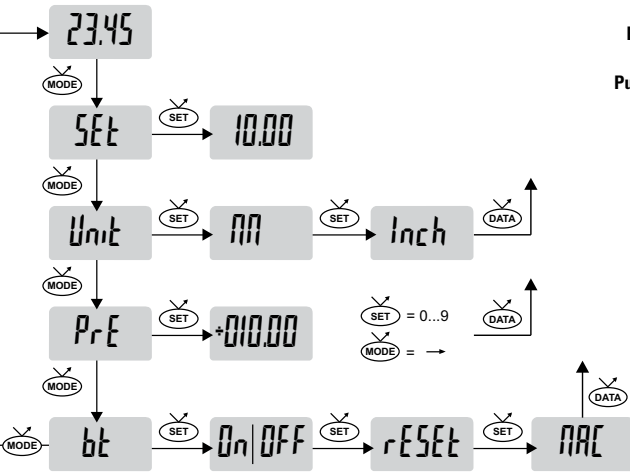 23.45
MODE
SEt SET 10.00
MODE
Unit SET MM SET Inch DATA
MODE
PrE SET ÷010.00 SET = 0...9 DATA
MODE = →
MODE
MODE bt SET On|OFF SET rESEt SET MAC DATA
Pu